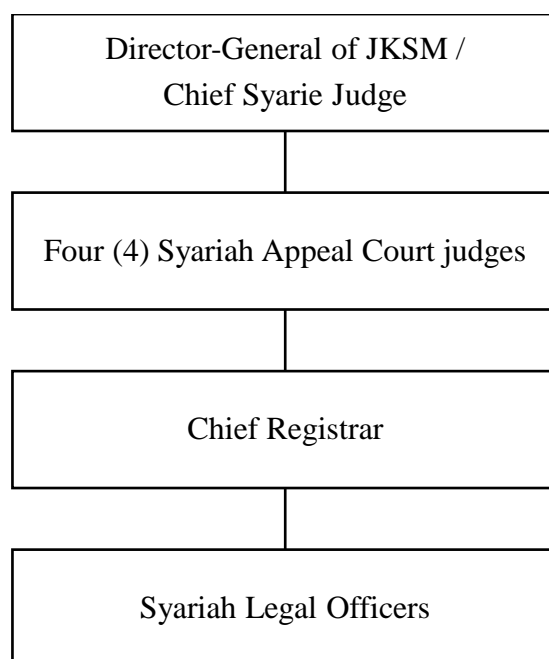 Director-General of JKSM /
Chief Syarie Judge
Four (4) Syariah Appeal Court judges
Chief Registrar
Syariah Legal Officers